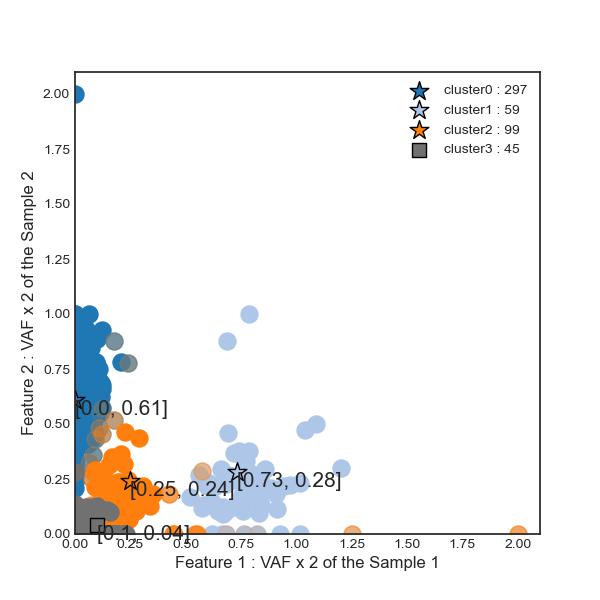 cluster0 : 297
cluster1 : 59
cluster2 : 99
cluster3 : 45
2.00
1.75
1.50
1.25
1.00
0.75
0.50
0.25
0.00
Feature 2 : VAF x 2 of the Sample 2
[0.0, 0.61]
[0.25, 0.24]
[0.73, 0.28]
[0.1, 0.04]
0.00 0.25 0.50 0.75 1.00 1.25 1.50 1.75 2.00
Feature 1 : VAF x 2 of the Sample 1